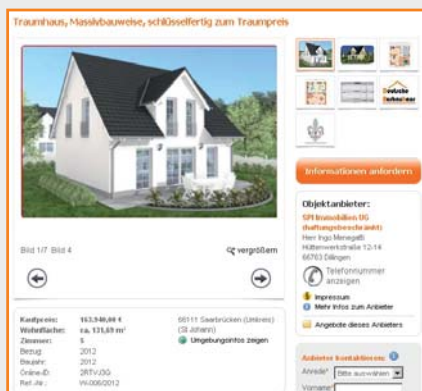 Traumhaus, Massivbauweise, schlüsselfertig zum Traumpreis
Bild 1/7 Bild 4
vergrößern
Kaufpreis: 163.940,00 €
Wohnfläche: ca. 131,69 m²
Zimmer: 5
Bezug: 2012
Baujahr: 2012
Online-ID: 2RTVJ3G
Ref.-Nr.: W-006/2012
66111 Saarbrücken (Umkreis)
(St Johann)
Umgebungsinfos zeigen
Deutsche
Informationen anfordern
Objektanbieter:
SPI Immobilien UG
(haftungsbeschränkt)
Herr Ingo Menegatti
Hüttenwerkstraße 12-14
66763 Dillingen
Telefonnummer
anzeigen
Impressum
Mehr Infos zum Anbieter
Angebote dieses Anbieters
Anbieter kontaktieren:
Anrede* Bitte auswählen
Vorname*